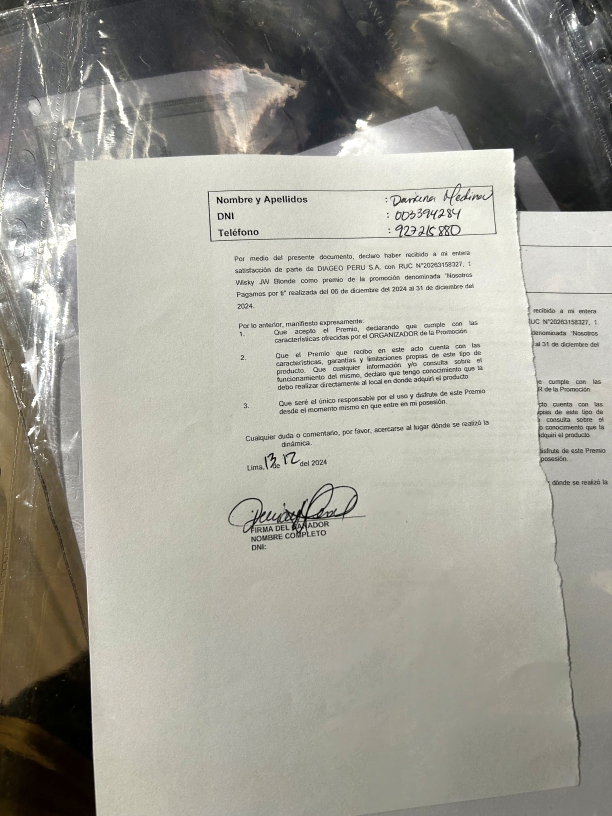 Nombre y Apellidos : Dariena Medina
DNI : 003394284
Teléfono : 927215880
Por medio del presente documento, declaro haber recibido a mi entera
satisfacción de parte de DIAGEO PERU S.A, con RUC N°20263158327, 1
Wisky JW Blonde como premio de la promoción denominada "Nosotros
Pagamos por ti" realizada del 06 de diciembre del 2024 al 31 de diciembre del
2024.
Por lo anterior, manifiesto expresamente:
1. Que acepto el Premio, declarando que cumple con las
características ofrecidas por el ORGANIZADOR de la Promoción
2. Que el Premio que recibo en este acto cuenta con las
características, garantías y limitaciones propias de este tipo de
producto. Que cualquier información y/o consulta sobre el
funcionamiento del mismo, declaro que tengo conocimiento que la
debo realizar directamente al local en donde adquirí el producto
3. Que seré el único responsable por el uso y disfrute de este Premio
desde el momento mismo en que entre en mi posesión.
Cualquier duda o comentario, por favor, acercarse al lugar dónde se realizó la
dinámica.
Lima, 13 de 12 del 2024
FIRMA DEL GANADOR
NOMBRE COMPLETO
DNI:
recibido a mi entera
RUC N°20263158327, 1
denominada "Nosotros
al 31 de diciembre del
cumple con las
R de la Promoción
cto cuenta con las
opias de este tipo de
consulta sobre el
conocimiento que la
adquirí el producto
disfrute de este Premio
posesión.
dónde se realizó la